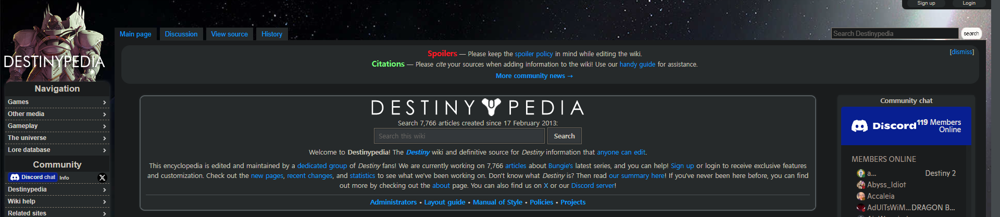 Sign up
Login
DESTINYPEDIA
Main page
Discussion
View source
History
Search Destinypedia
search
Spoilers — Please keep the spoiler policy in mind while editing the wiki.
[dismiss]
Citations — Please cite your sources when adding information to the wiki! Use our handy guide for assistance.
More community news →
Navigation
Games
Other media
Gameplay
The universe
Lore database
Community
Discord chat Info
X
Destinypedia
Wiki help
Related sites
DESTINY PEDIA
Search 7,766 articles created since 17 February 2013:
Search this wiki
Search
Welcome to Destinypedia! The Destiny wiki and definitive source for Destiny information that anyone can edit.
This encyclopedia is edited and maintained by a dedicated group of Destiny fans! We are currently working on 7,766 articles about Bungie's latest series, and you can help! Sign up or login to receive exclusive features
and customization. Check out the new pages, recent changes, and statistics to see what we've been working on. Don't know what Destiny is? Then read our summary here! If you've never been here before, you can find
out more by checking out the about page. You can also find us on X or our Discord server!
Administrators • Layout guide • Manual of Style • Policies • Projects
Community chat
Discord 119 Members
Online
MEMBERS ONLINE
a... Destiny 2
Abyss_Idiot
Accaleia
AdUlTsWiM... DRAGON B...